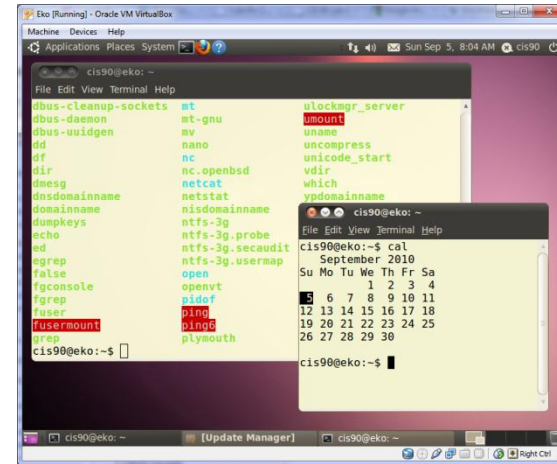 Eko [Running] - Oracle VM VirtualBox
Machine Devices Help
Applications Places System
Sun Sep 5, 8:04 AM cis90
cis90@eko: ~
File Edit View Terminal Help
dbus-cleanup-sockets mt ulockmgr_server
dbus-daemon mt-gnu umount
dbus-uuidgen mv uname
dd nano uncompress
df nc unicode_start
dir nc.openbsd vdir
dmesg netcat which
dnsdomainname netstat ypdomainname
domainname nisdomainname
dumpkeys ntfs-3g
echo ntfs-3g.probe
ed ntfs-3g.secaudit
egrep ntfs-3g.usermap
false open
fgconsole openvt
fgrep pidof
fuser ping
fusermount ping6
grep plymouth
cis90@eko:~$
cis90@eko: ~
File Edit View Terminal Help
cis90@eko:~$ cal
September 2010
Su Mo Tu We Th Fr Sa
1 2 3 4
5 6 7 8 9 10 11
12 13 14 15 16 17 18
19 20 21 22 23 24 25
26 27 28 29 30
cis90@eko:~$
cis90@eko: ~ [Update Manager] cis90@eko: ~
Right Ctrl